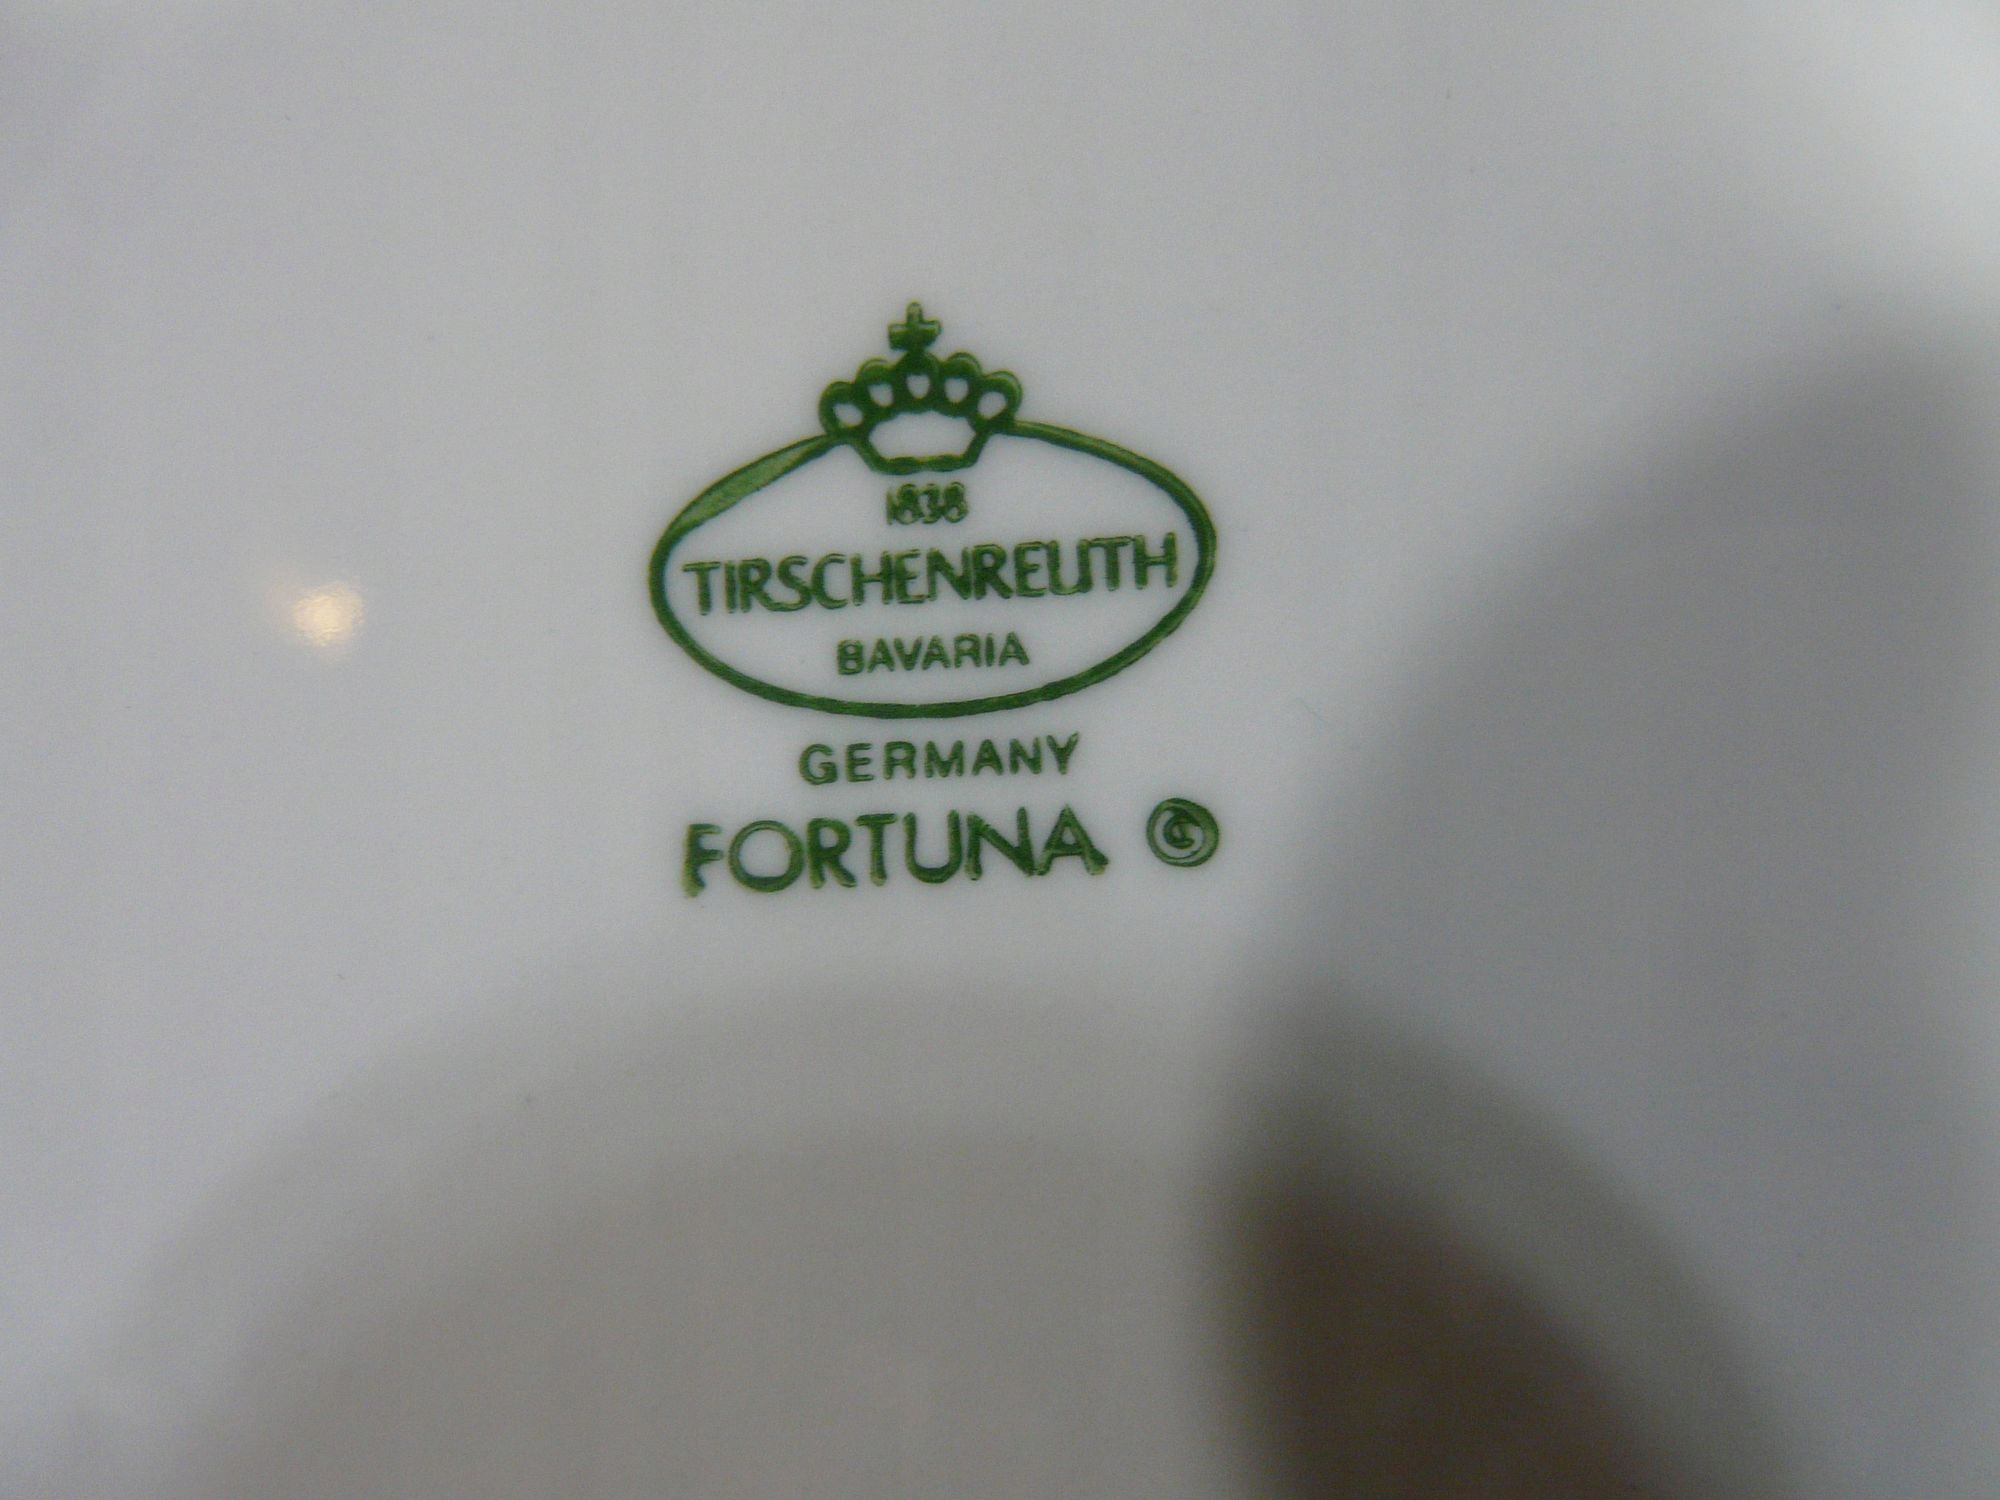 1838
TIRSCHENREUTH
BAVARIA
GERMANY
FORTUNA ©